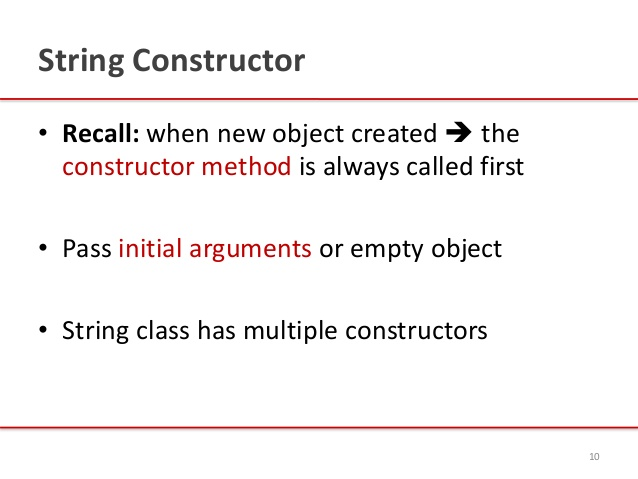 String Constructor
• Recall: when new object created ➔ the
constructor method is always called first
• Pass initial arguments or empty object
• String class has multiple constructors
10